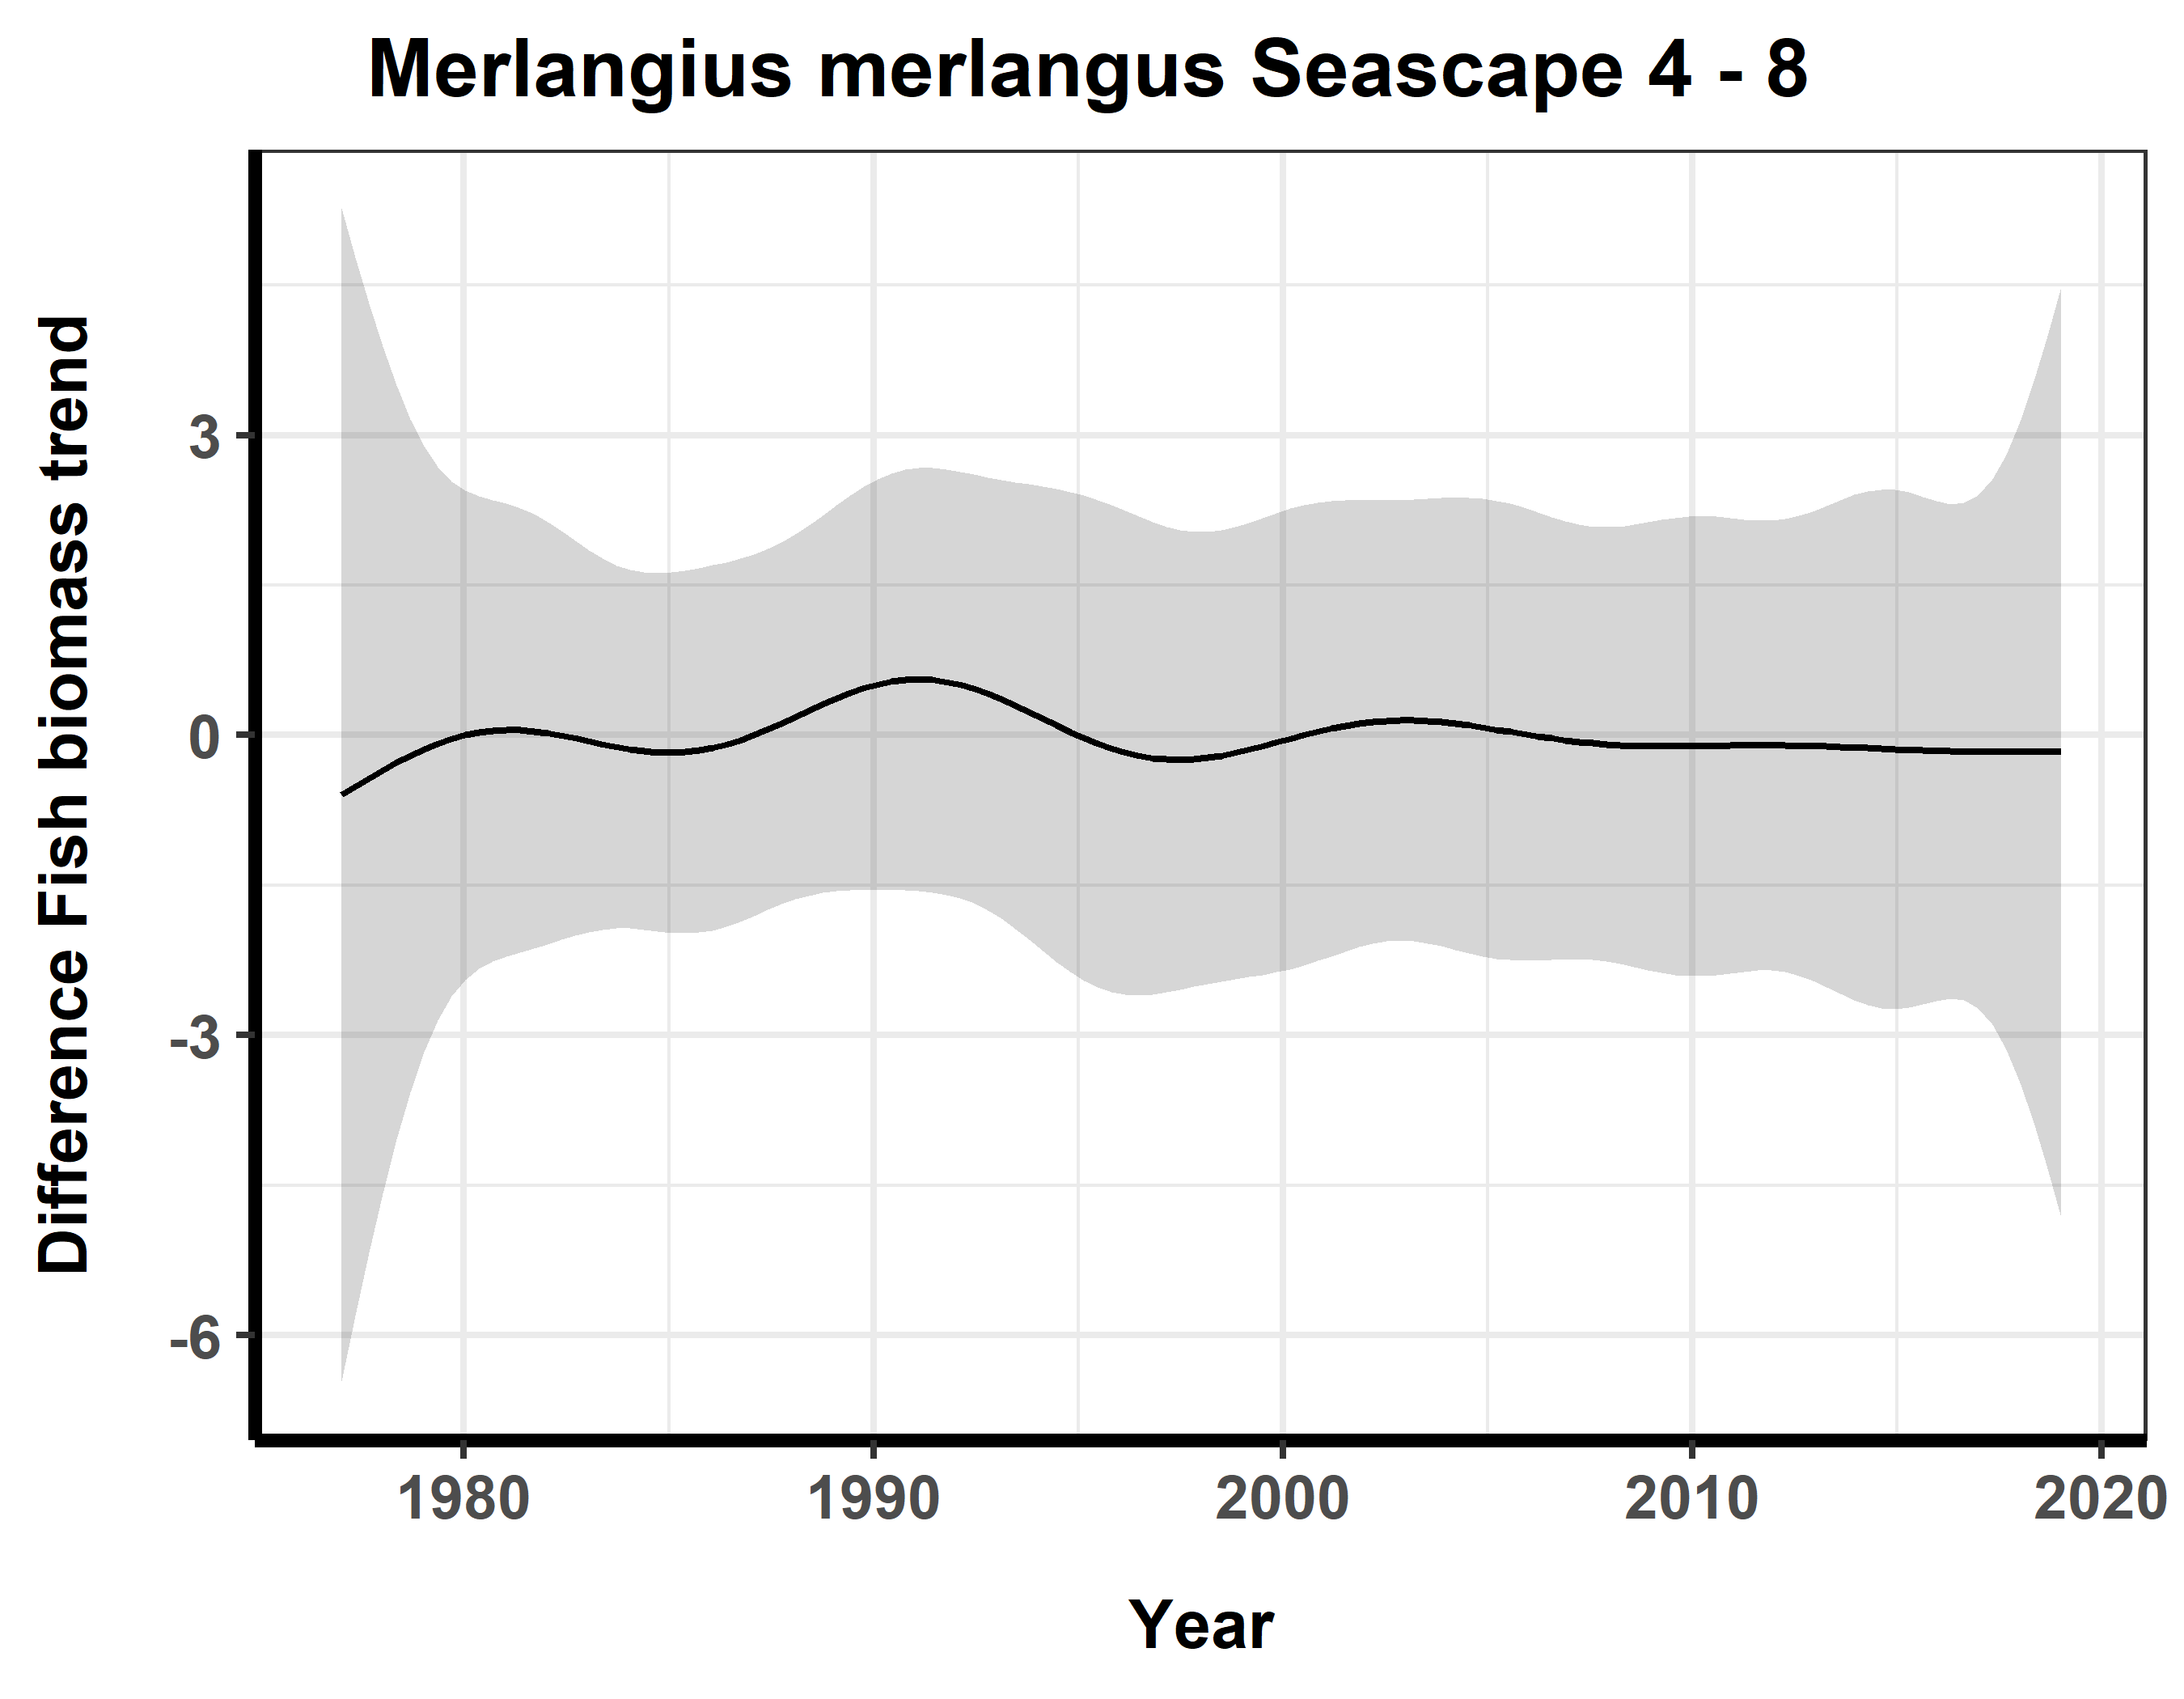 Merlangius merlangus Seascape 4 - 8
Difference Fish biomass trend
3
0
-3
-6
1980 1990 2000 2010 2020
Year